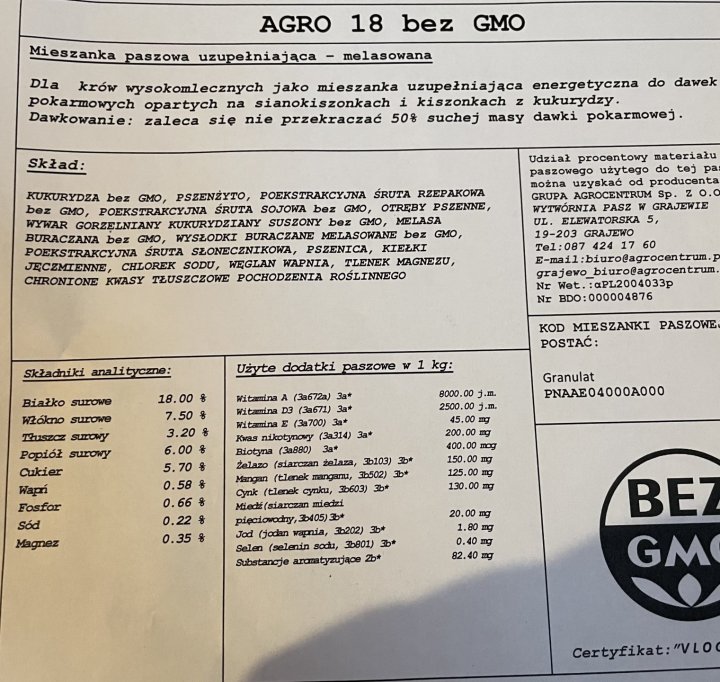 AGRO 18 bez GMO
Mieszanka paszowa uzupełniająca – melasowana
Dla krów wysokomlecznych jako mieszanka uzupełniająca energetyczna do dawek
pokarmowych opartych na sianokiszonkach i kiszonkach z kukurydzy.
Dawkowanie: zaleca się nie przekraczać 50% suchej masy dawki pokarmowej.
Skład:
KUKURYDZA bez GMO, PSZENŻYTO, POEKSTRAKCYJNA ŚRUTA RZEPAKOWA
bez GMO, POEKSTRAKCYJNA ŚRUTA SOJOWA bez GMO, OTRĘBY PSZENNE,
WYWAR GORZELNIANY KUKURYDZIANY SUSZONY bez GMO, MELASA
BURACZANA bez GMO, WYSŁODKI BURACZANE MELASOWANE bez GMO,
POEKSTRAKCYJNA ŚRUTA SŁONECZNIKOWA, PSZENICA, KIEŁKI
JĘCZMIENNE, CHLOREK SODU, WĘGLAN WAPNIA, TLENEK MAGNEZU,
CHRONIONE KWASY TŁUSZCZOWE POCHODZENIA ROŚLINNEGO
Udział procentowy materiału
paszowego użytego do tej pas
można uzyskać od producenta
GRUPA AGROCENTRUM Sp. Z O.O
WYTWÓRNIA PASZ W GRAJEWIE
UL. ELEWATORSKA 5,
19-203 GRAJEWO
Tel:087 424 17 60
E-mail:biuro@agrocentrum.p
grajewo_biuro@agrocentrum.
Nr Wet.:αPL2004033p
Nr BDO:000004876
KOD MIESZANKI PASZOWEJ
POSTAĆ:
Granulat
PNAAE04000A000
Składniki analityczne:
Białko surowe 18.00 %
Włókno surowe 7.50 %
Tłuszcz surowy 3.20 %
Popiół surowy 6.00 %
Cukier 5.70 %
Wapń 0.58 %
Fosfor 0.66 %
Sód 0.22 %
Magnez 0.35 %
Użyte dodatki paszowe w 1 kg:
Witamina A (3a672a) 3a* 8000.00 j.m.
Witamina D3 (3a671) 3a* 2500.00 j.m.
Witamina E (3a700) 3a* 45.00 mg
Kwas nikotynowy (3a314) 3a* 200.00 mg
Biotyna (3a880) 3a* 400.00 mcg
Żelazo (siarczan żelaza, 3b103) 3b* 150.00 mg
Mangan (tlenek manganu, 3b502) 3b* 125.00 mg
Cynk (tlenek cynku, 3b603) 3b* 130.00 mg
Miedź(siarczan miedzi
pięciowodny,3b405)3b* 20.00 mg
Jod (jodan wapnia, 3b202) 3b* 1.80 mg
Selen (selenin sodu, 3b801) 3b* 0.40 mg
Substancje aromatyzujące 2b* 82.40 mg
BEZ
GMO
Certyfikat:"VLOG